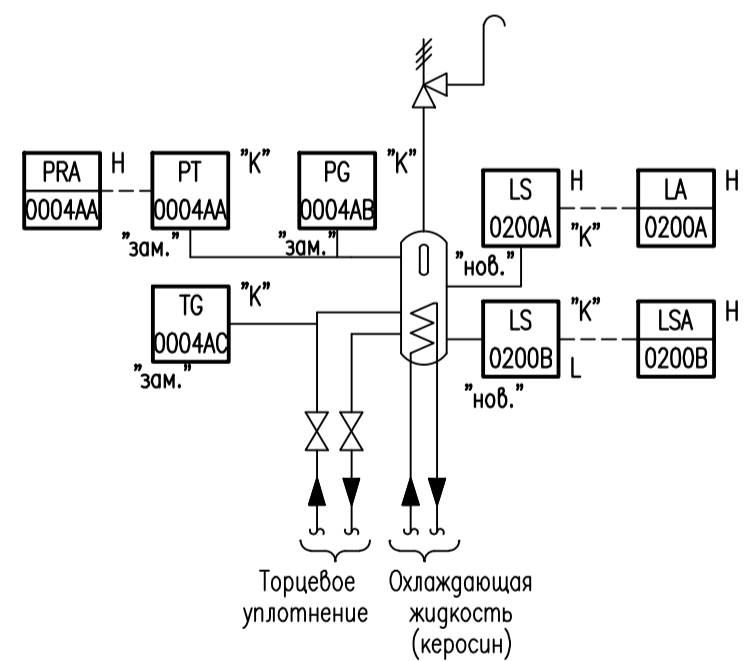 PRA
0004AA
H
PT
0004AA
"К"
"зам."
PG
0004AB
"К"
"зам."
LS
0200A
H
"К"
"нов."
LA
0200A
H
TG
0004AC
"К"
"зам."
LS
0200B
"К"
L
"нов."
LSA
0200B
H
Торцевое
уплотнение
Охлаждающая
жидкость
(керосин)